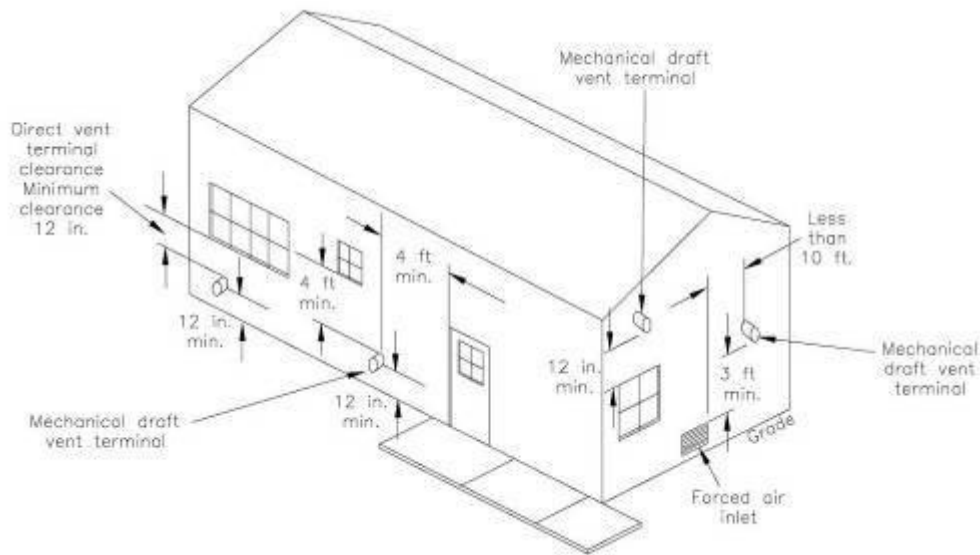 Mechanical draft
vent terminal
Direct vent
terminal
clearance
Minimum
clearance
12 in.
Less
than
10 ft.
4 ft
min.
4 ft
min.
12 in.
min.
12 in.
min.
12 in.
min.
3 ft
min.
Mechanical
draft vent
terminal
Mechanical draft
vent terminal
Grade
Forced air
inlet